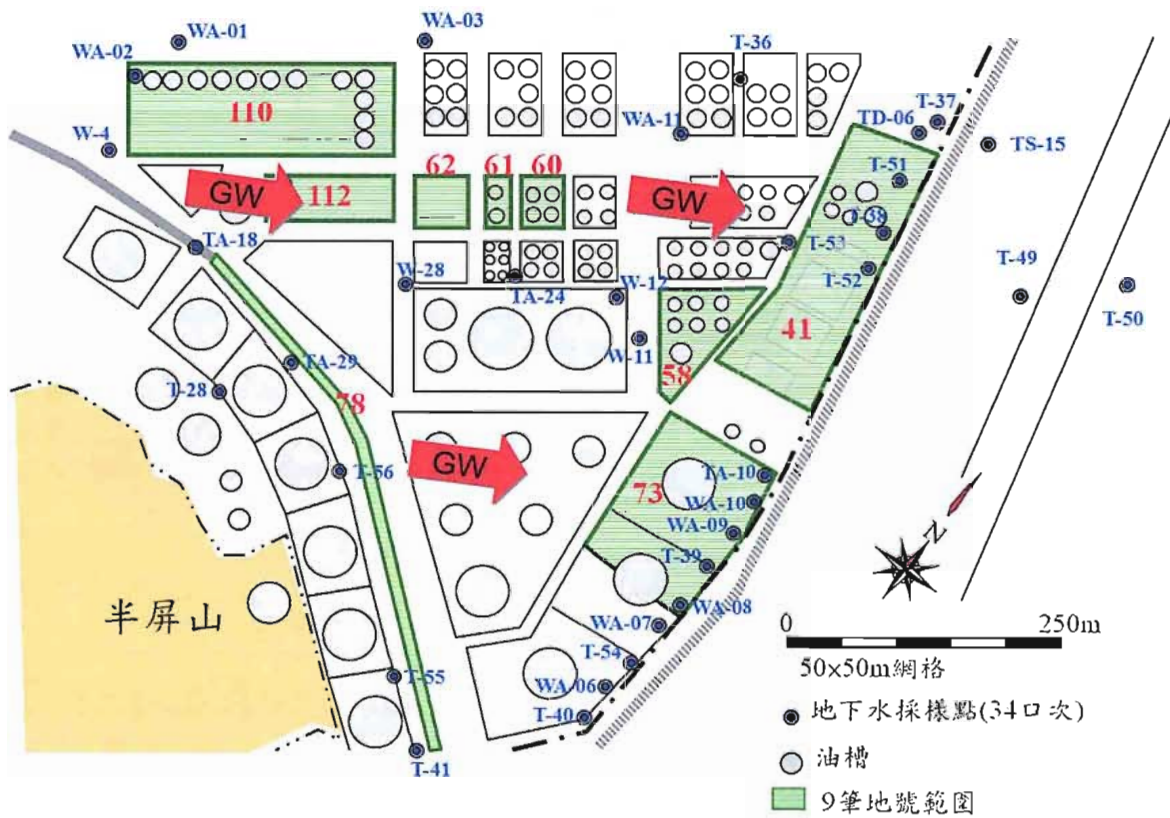 WA-01
WA-03
WA-02
T-36
110
T-37
WA-11
TD-06
W-4
TS-15
62
61
60
T-51
GW
112
GW
T-38
TA-18
T-53
T-49
W-28
TA-24
W-12
T-52
T-50
41
W-11
TA-29
58
T-28
78
GW
T-56
TA-10
73
WA-10
WA-09
N
T-39
半屏山
WA-08
WA-07
0
250m
T-54
50×50m網格
T-55
WA-06
T-40
地下水採樣點(34口次)
油槽
T-41
9筆地號範圍